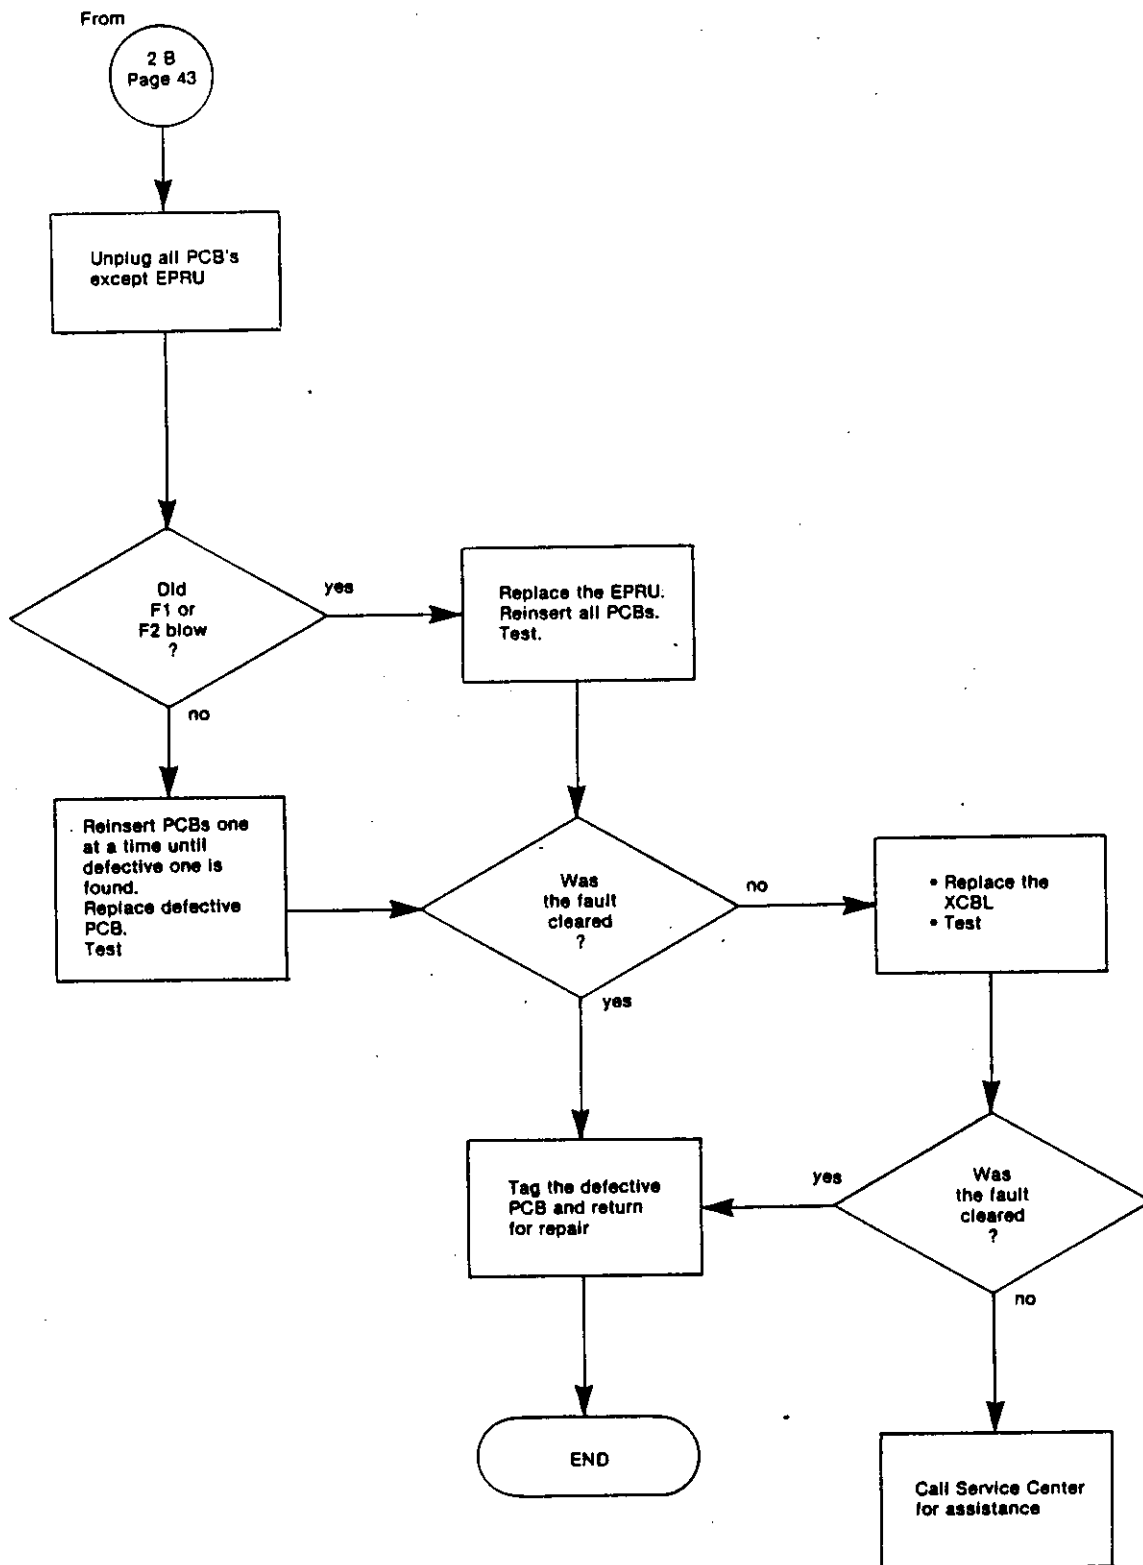 From
2 B
Page 43
Unplug all PCB's
except EPRU
Did
F1 or
F2 blow
?
yes
no
Replace the EPRU.
Reinsert all PCBs.
Test.
Reinsert PCBs one
at a time until
defective one is
found.
Replace defective
PCB.
Test
Was
the fault
cleared
?
no
yes
• Replace the
XCBL
• Test
Was
the fault
cleared
?
yes
no
Tag the defective
PCB and return
for repair
END
Call Service Center
for assistance